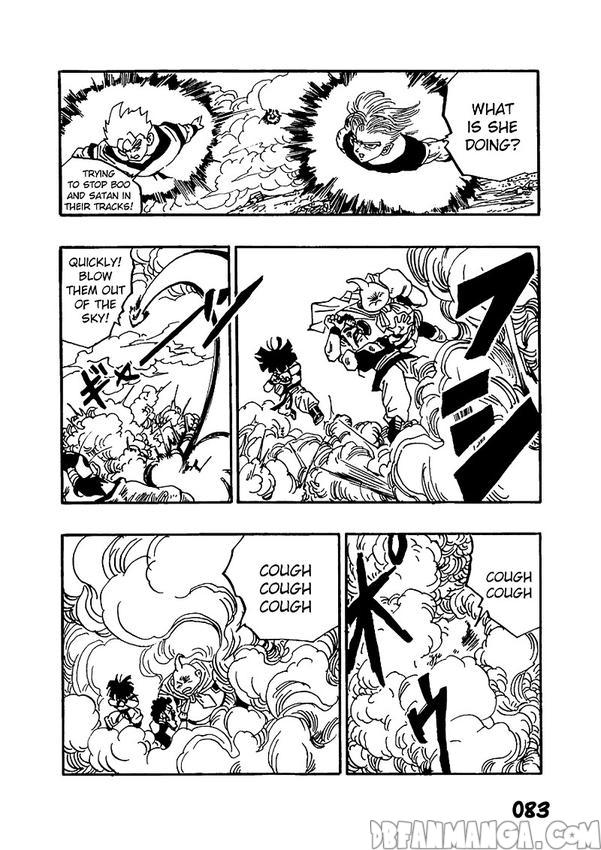 WHAT
IS SHE
DOING?
TRYING
TO STOP BOO
AND SATAN IN
THEIR TRACKS!
QUICKLY!
BLOW
THEM OUT
OF THE
SKY!
COUGH
COUGH
COUGH
COUGH
COUGH
083
DBFANMANGA.COM